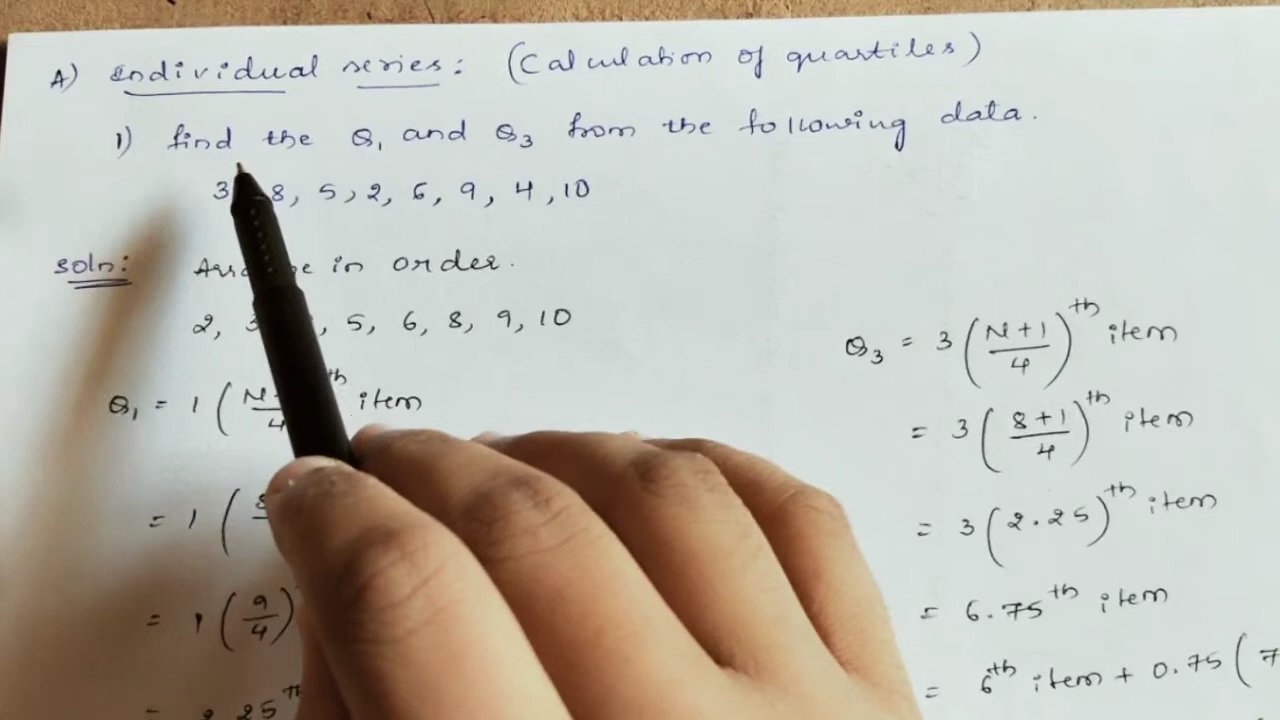 A) Individual series: (Calculation of quartiles)
1) find the Q₁ and Q₃ from the following data.
3, 8, 5, 2, 6, 9, 4, 10
soln: in order.
2, 3, 5, 6, 8, 9, 10
Q₁ = 1 ( item
= 1 (
= 1 (9/4)
=
Q₃ = 3 (N+1/4)th item
= 3 (8+1/4)th item
= 3 (2.25)th item
= 6.75th item
= 6th item + 0.75 (7